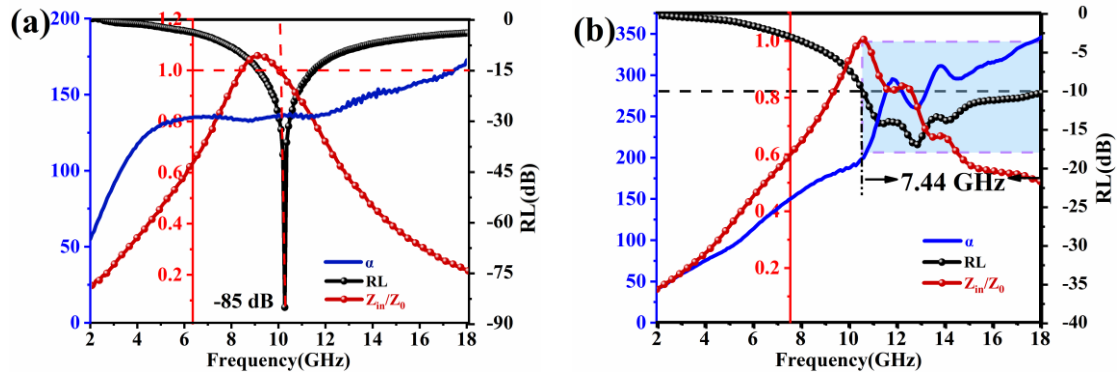 (a)
200
150
100
50
0
1.2
1.0
0.8
0.6
0.4
0.2
0
-15
-30
-45
-60
-75
-90
RL(dB)
α
RL
Zin/Z0
-85 dB
2 4 6 8 10 12 14 16 18
Frequency(GHz)
(b)
350
300
250
200
150
100
50
0
1.0
0.8
0.6
0.4
0.2
0
-5
-10
-15
-20
-25
-30
-35
-40
RL(dB)
7.44 GHz
α
RL
Zin/Z0
2 4 6 8 10 12 14 16 18
Frequency(GHz)